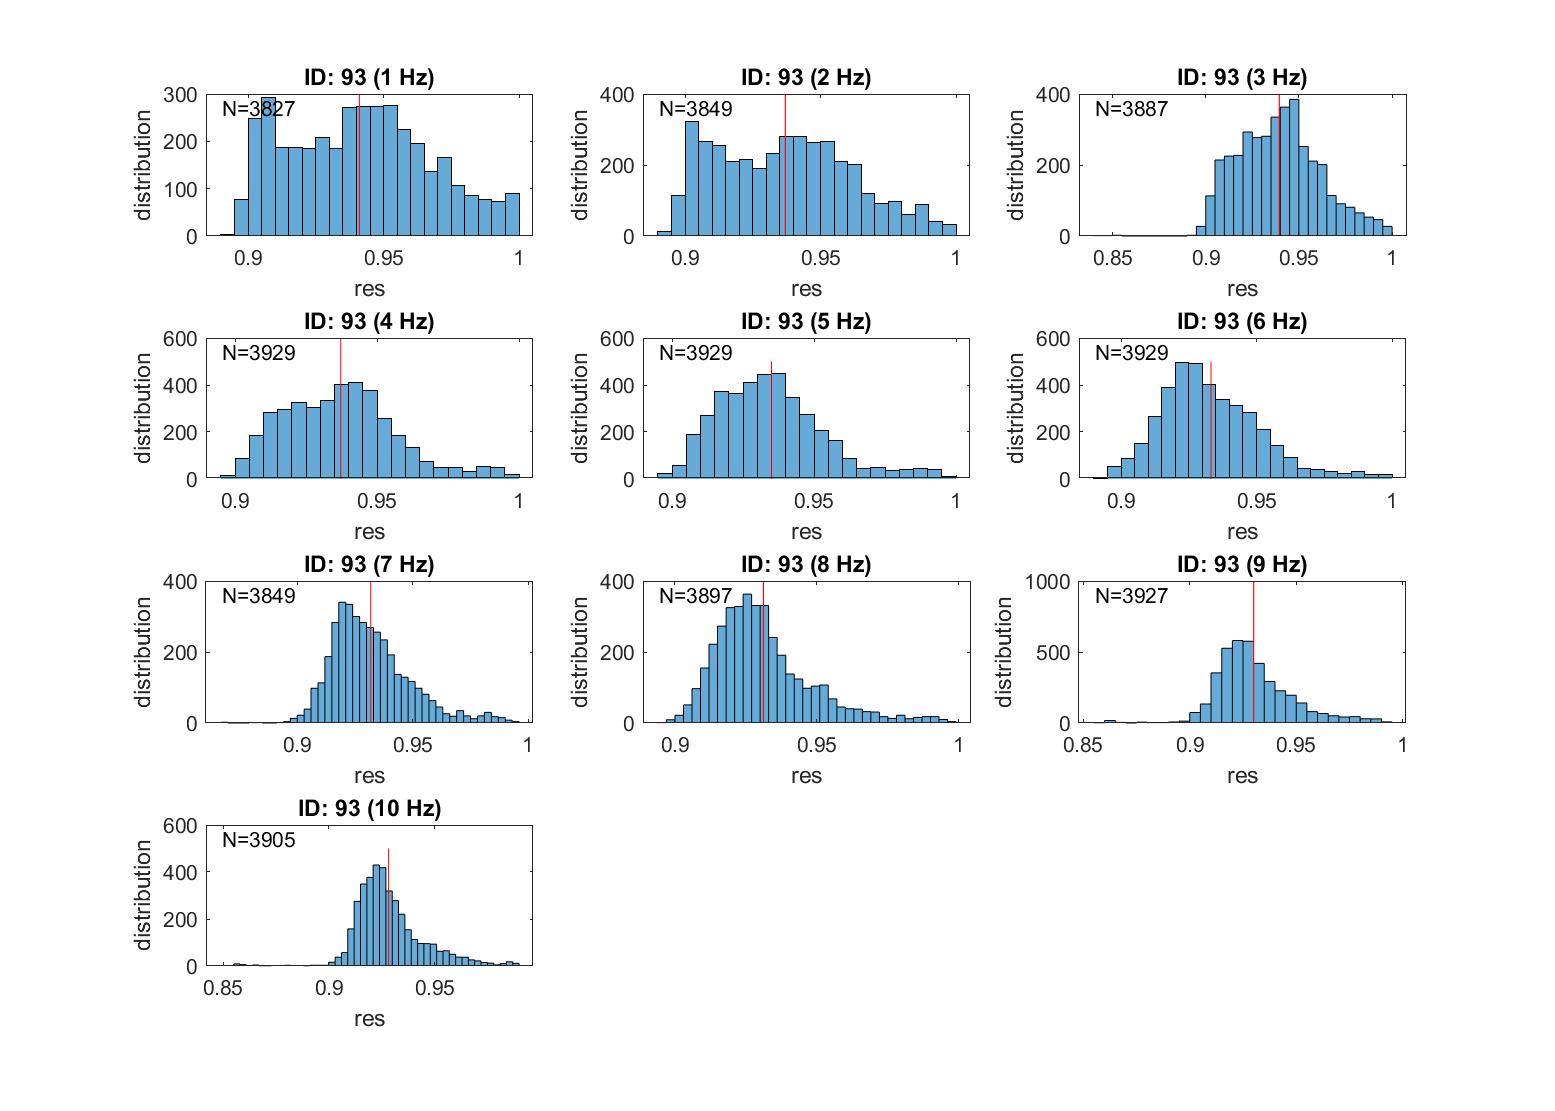 ID: 93 (1 Hz)
N=3827
distribution
300
200
100
0
0.9 0.95 1
res
ID: 93 (2 Hz)
N=3849
distribution
400
200
0
0.9 0.95 1
res
ID: 93 (3 Hz)
N=3887
distribution
400
200
0
0.85 0.9 0.95 1
res
ID: 93 (4 Hz)
N=3929
distribution
600
400
200
0
0.9 0.95 1
res
ID: 93 (5 Hz)
N=3929
distribution
600
400
200
0
0.9 0.95 1
res
ID: 93 (6 Hz)
N=3929
distribution
600
400
200
0
0.9 0.95 1
res
ID: 93 (7 Hz)
N=3849
distribution
400
200
0
0.9 0.95 1
res
ID: 93 (8 Hz)
N=3897
distribution
400
200
0
0.9 0.95 1
res
ID: 93 (9 Hz)
N=3927
distribution
1000
500
0
0.85 0.9 0.95 1
res
ID: 93 (10 Hz)
N=3905
distribution
600
400
200
0
0.85 0.9 0.95
res